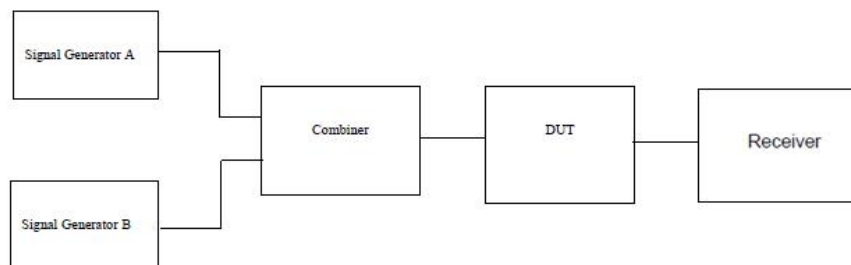 Signal Generator A
Combiner
DUT
Receiver
Signal Generator B